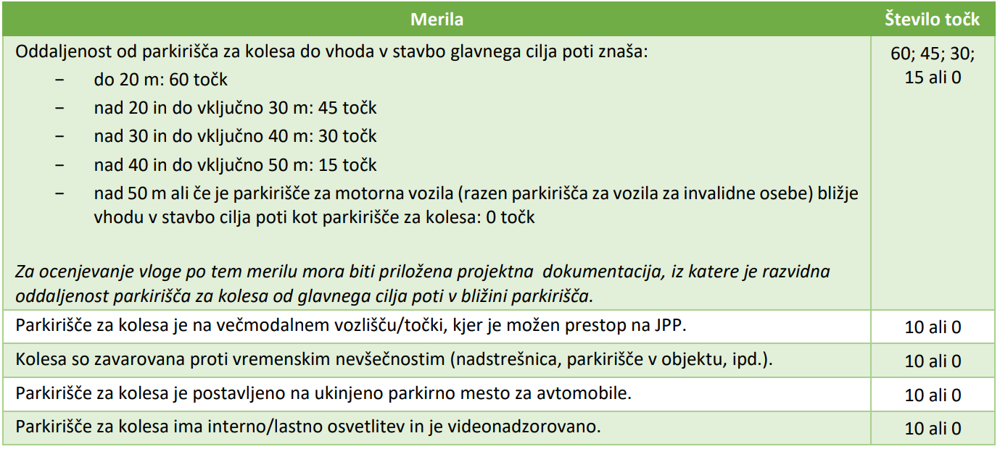 Merila Število točk
Oddaljenost od parkirišča za kolesa do vhoda v stavbo glavnega cilja poti znaša: 60; 45; 30;
15 ali 0
− do 20 m: 60 točk
− nad 20 in do vključno 30 m: 45 točk
− nad 30 in do vključno 40 m: 30 točk
− nad 40 in do vključno 50 m: 15 točk
− nad 50 m ali če je parkirišče za motorna vozila (razen parkirišča za vozila za invalidne osebe) bližje
vhodu v stavbo cilja poti kot parkirišče za kolesa: 0 točk
Za ocenjevanje vloge po tem merilu mora biti priložena projektna dokumentacija, iz katere je razvidna
oddaljenost parkirišča za kolesa od glavnega cilja poti v bližini parkirišča.
Parkirišče za kolesa je na večmodalnem vozlišču/točki, kjer je možen prestop na JPP. 10 ali 0
Kolesa so zavarovana proti vremenskim nevšečnostim (nadstrešnica, parkirišče v objektu, ipd.). 10 ali 0
Parkirišče za kolesa je postavljeno na ukinjeno parkirno mesto za avtomobile. 10 ali 0
Parkirišče za kolesa ima interno/lastno osvetlitev in je videonadzorovano. 10 ali 0